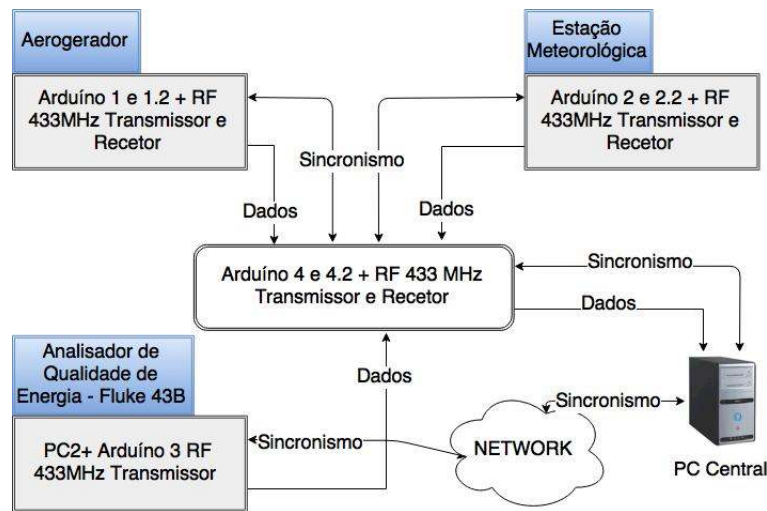 Aerogerador
Arduíno 1 e 1.2 + RF
433MHz Transmissor e
Recetor
Estação
Meteorológica
Arduíno 2 e 2.2 + RF
433MHz Transmissor e
Recetor
Sincronismo
Dados
Dados
Arduíno 4 e 4.2 + RF 433 MHz
Transmissor e Recetor
Sincronismo
Dados
Analisador de
Qualidade de
Energia - Fluke 43B
PC2+ Arduíno 3 RF
433MHz Transmissor
Dados
Sincronismo
NETWORK
Sincronismo
PC Central